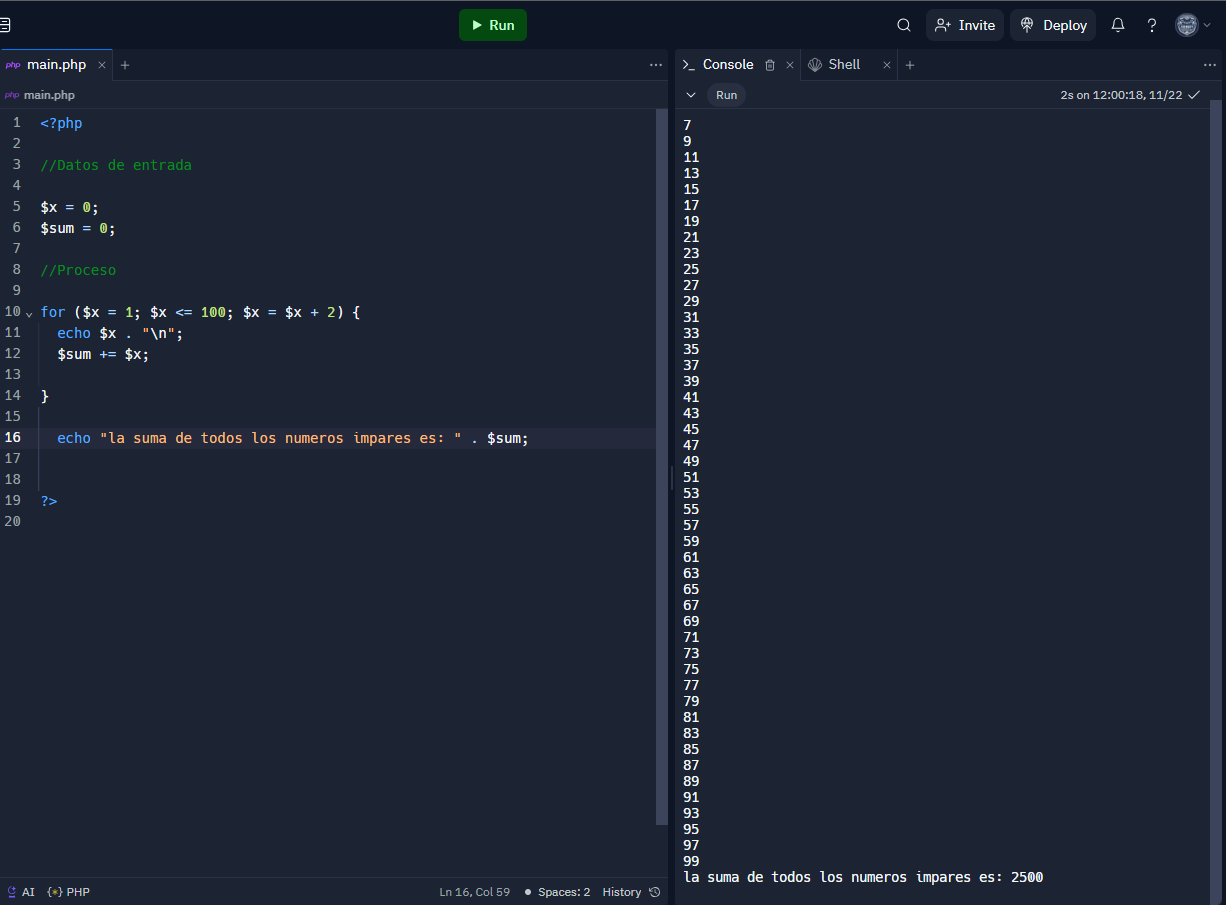 Run
Invite
Deploy
?
php main.php
Console
Shell
php main.php
Run
2s on 12:00:18, 11/22
1 <?php
2
3 //Datos de entrada
4
5 $x = 0;
6 $sum = 0;
7
8 //Proceso
9
10 for ($x = 1; $x <= 100; $x = $x + 2) {
11   echo $x . "\n";
12   $sum += $x;
13
14 }
15
16   echo "la suma de todos los numeros impares es: " . $sum;
17
18
19 ?>
20
7
9
11
13
15
17
19
21
23
25
27
29
31
33
35
37
39
41
43
45
47
49
51
53
55
57
59
61
63
65
67
69
71
73
75
77
79
81
83
85
87
89
91
93
95
97
99
la suma de todos los numeros impares es: 2500
AI
PHP
Ln 16, Col 59
Spaces: 2
History